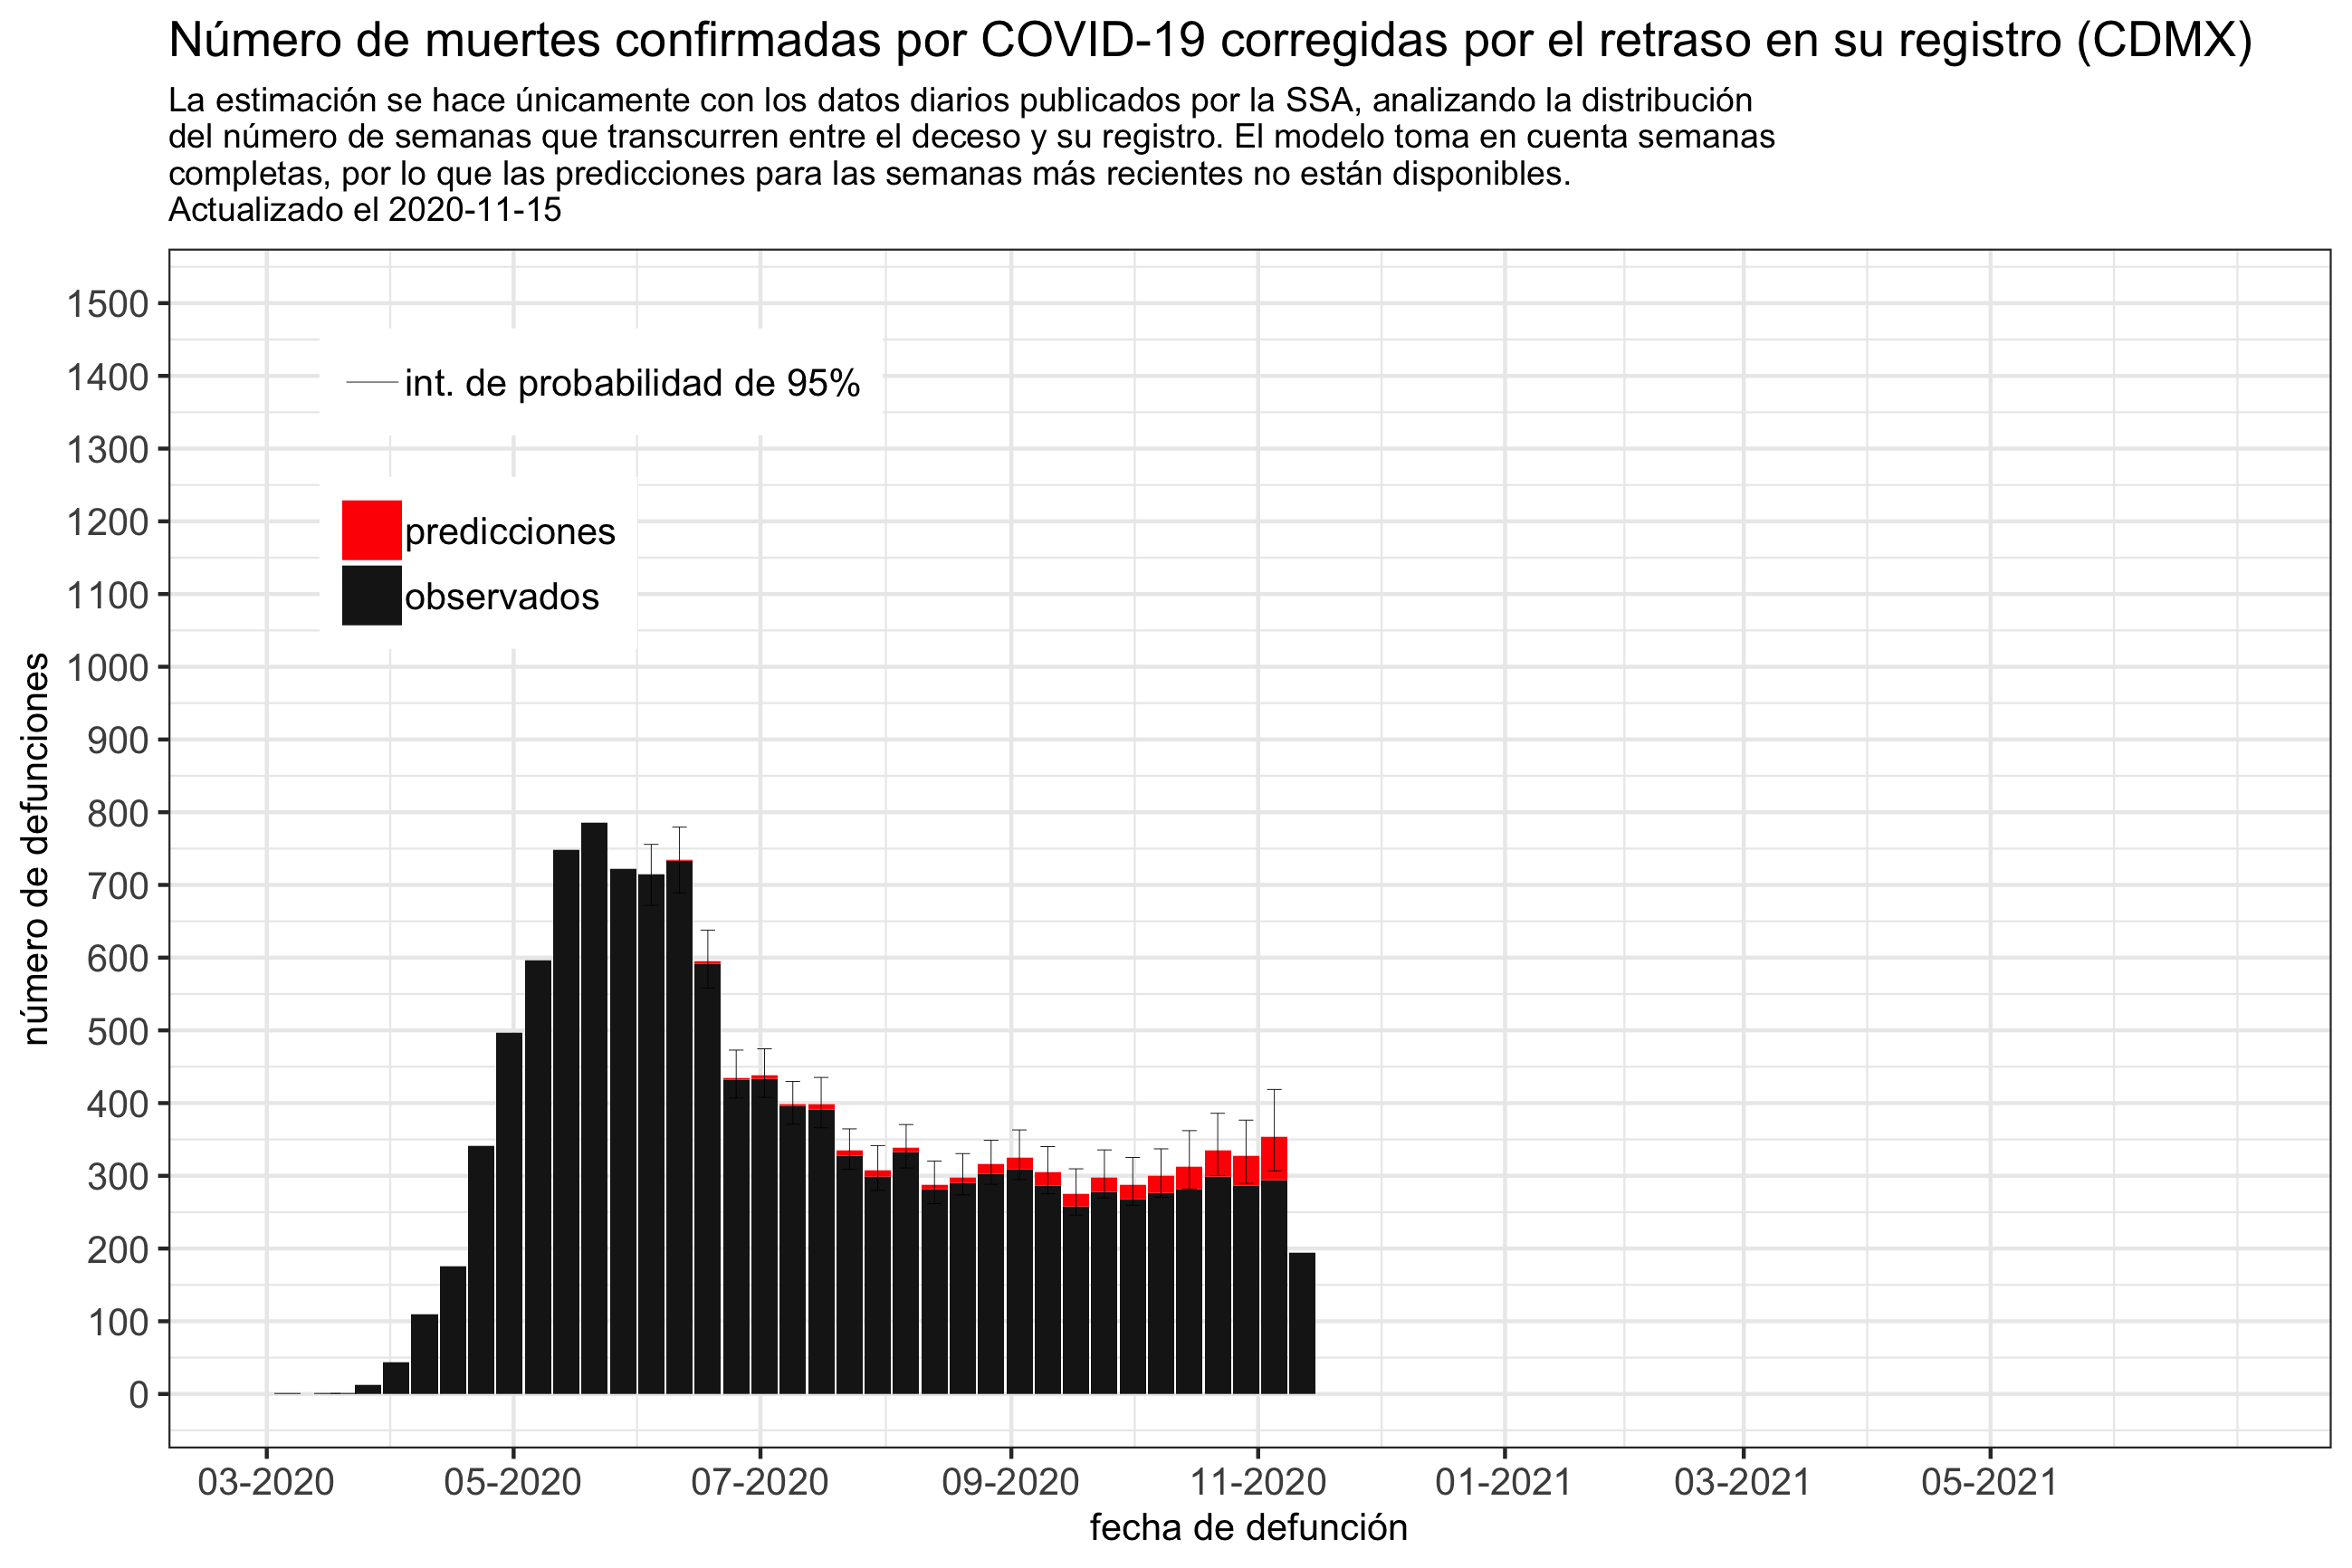 Número de muertes confirmadas por COVID-19 corregidas por el retraso en su registro (CDMX)
La estimación se hace únicamente con los datos diarios publicados por la SSA, analizando la distribución
del número de semanas que transcurren entre el deceso y su registro. El modelo toma en cuenta semanas
completas, por lo que las predicciones para las semanas más recientes no están disponibles.
Actualizado el 2020-11-15
1500
1400
1300
1200
1100
1000
900
800
700
600
500
400
300
200
100
0
número de defunciones
int. de probabilidad de 95%
predicciones
observados
03-2020
05-2020
07-2020
09-2020
11-2020
01-2021
03-2021
05-2021
fecha de defunción